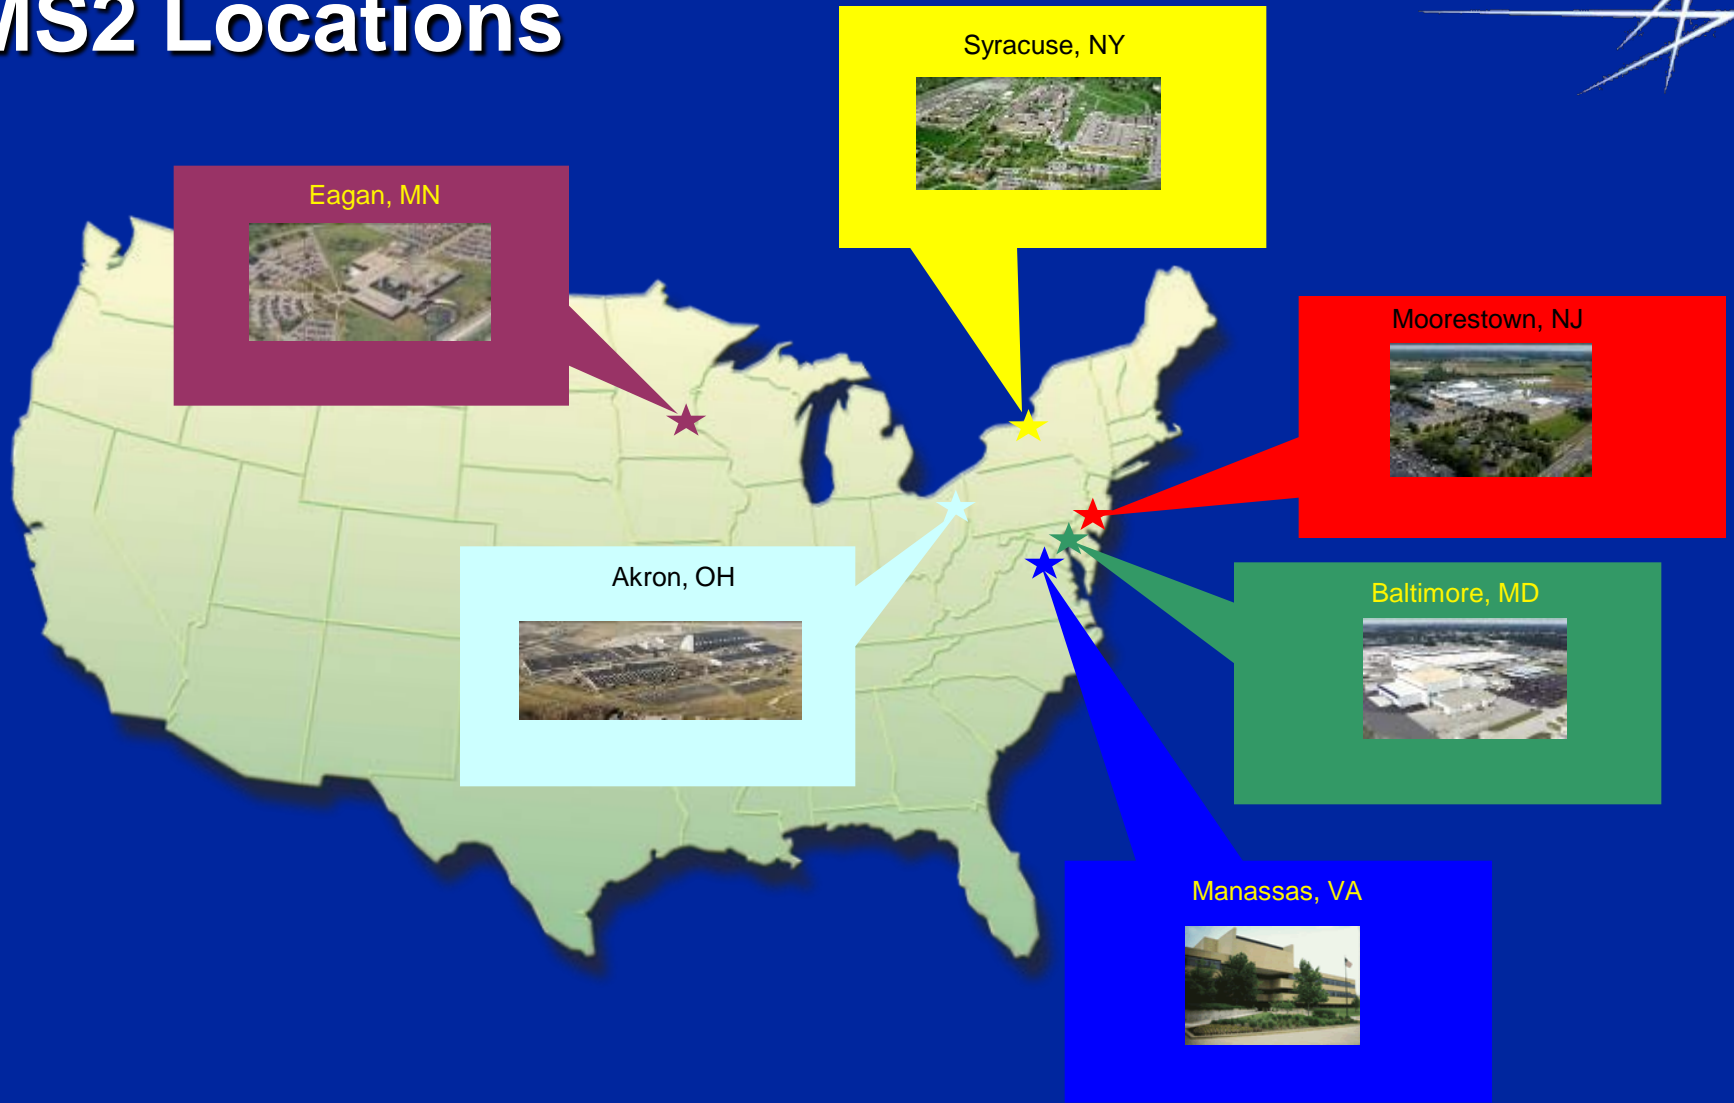 MS2 Locations
Syracuse, NY
Eagan, MN
Moorestown, NJ
Akron, OH
Baltimore, MD
Manassas, VA